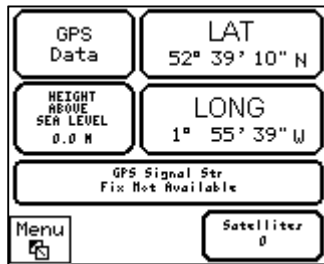 GPS
Data
LAT
52° 39' 10" N
HEIGHT
ABOVE
SEA LEVEL
0.0 M
LONG
1° 55' 39" W
GPS Signal Str
Fix Not Available
Menu
Satellites
0